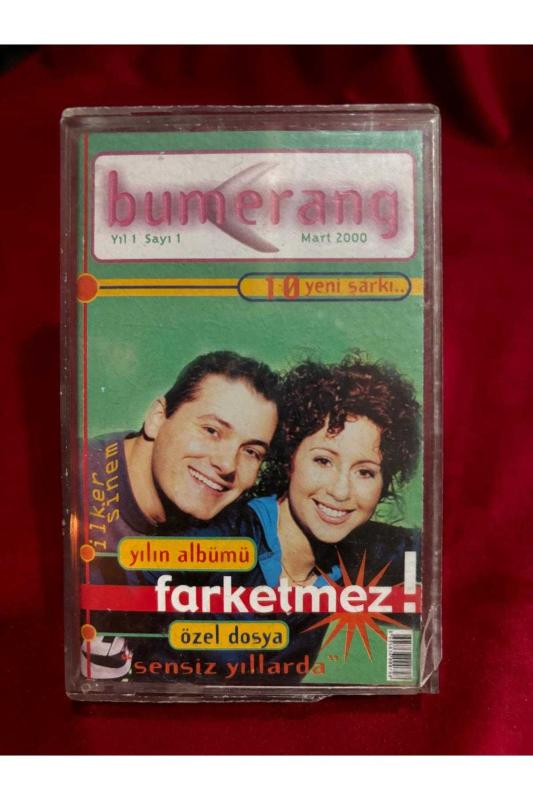 bumerang
Yıl 1 Sayı 1 Mart 2000
10 yeni şarkı..
ilker
sinem
yılın albümü
farketmez!
özel dosya
"sensiz yıllarda"